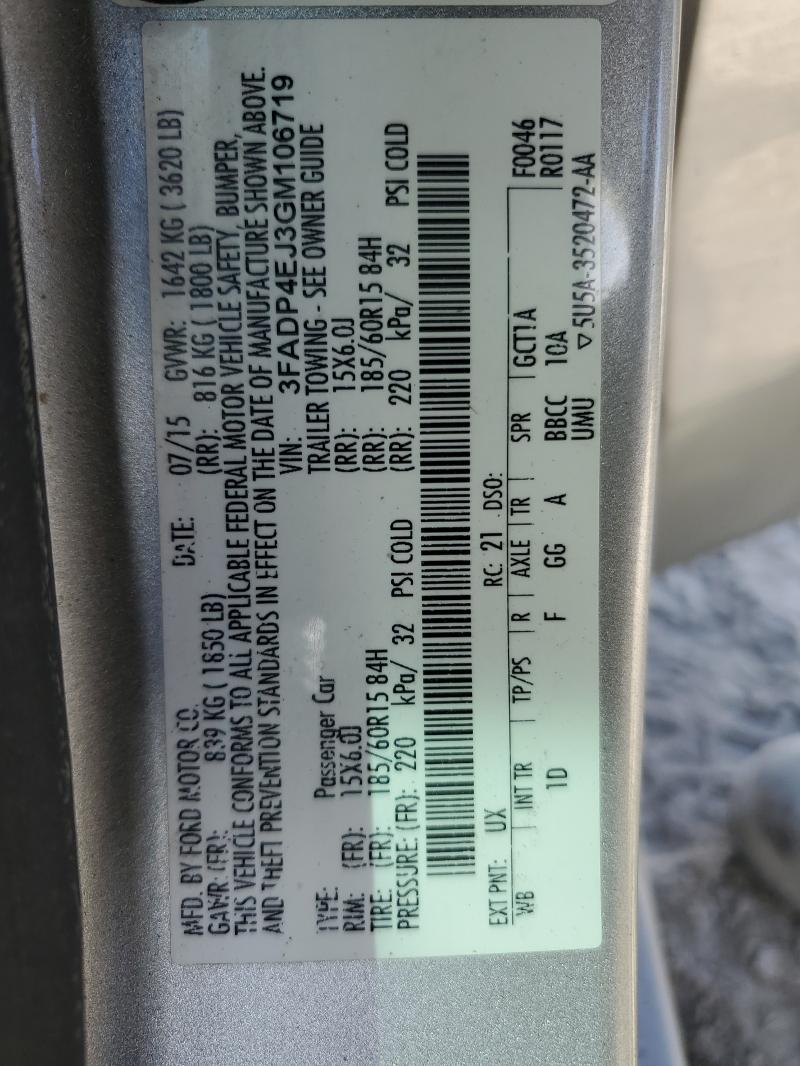 MFD. BY FORD MOTOR CO. DATE: 07/15 GVWR: 1642 KG ( 3620 LB)
GAWR: (FR): 839 KG ( 1850 LB) (RR): 816 KG ( 1800 LB)
THIS VEHICLE CONFORMS TO ALL APPLICABLE FEDERAL MOTOR VEHICLE SAFETY, BUMPER,
AND THEFT PREVENTION STANDARDS IN EFFECT ON THE DATE OF MANUFACTURE SHOWN ABOVE.
VIN: 3FADP4EJ3GM106719
TYPE: Passenger Car TRAILER TOWING - SEE OWNER GUIDE
RIM: (FR): 15X6.0J (RR): 15X6.0J
TIRE: (FR): 185/60R15 84H (RR): 185/60R15 84H
PRESSURE: (FR): 220 kPa/ 32 PSI COLD (RR): 220 kPa/ 32 PSI COLD
EXT PNT: UX RC: 21 DSO: F0046
WB INT TR TP/PS R AXLE TR SPR GCT1A R0117
1D F GG A BBCC 10A
UMU ▽5U5A-3520472-AA